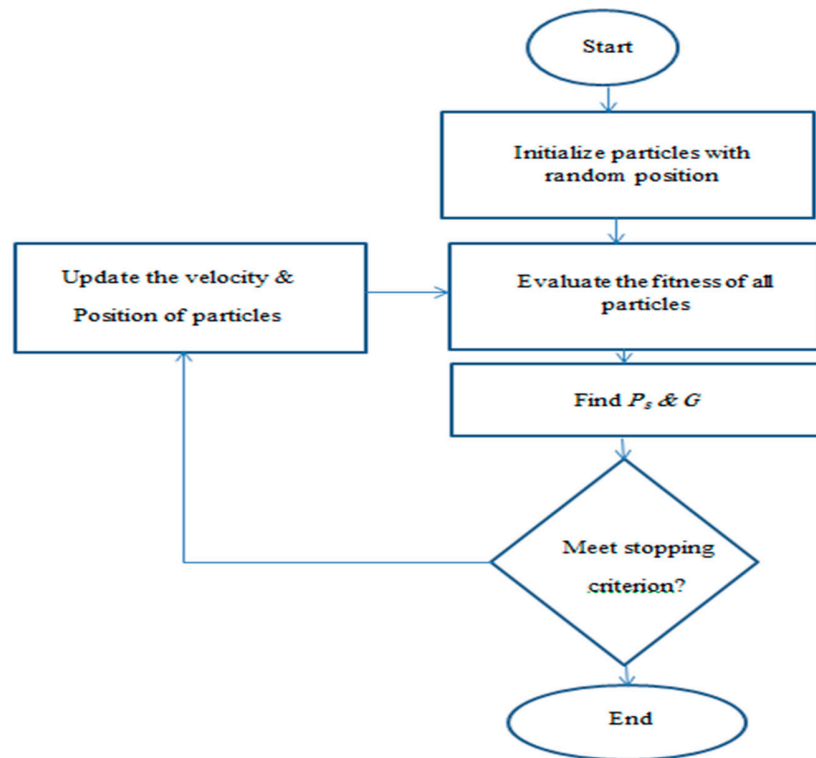 Start
Initialize particles with
random position
Update the velocity &
Position of particles
Evaluate the fitness of all
particles
Find Ps & G
Meet stopping
criterion?
End